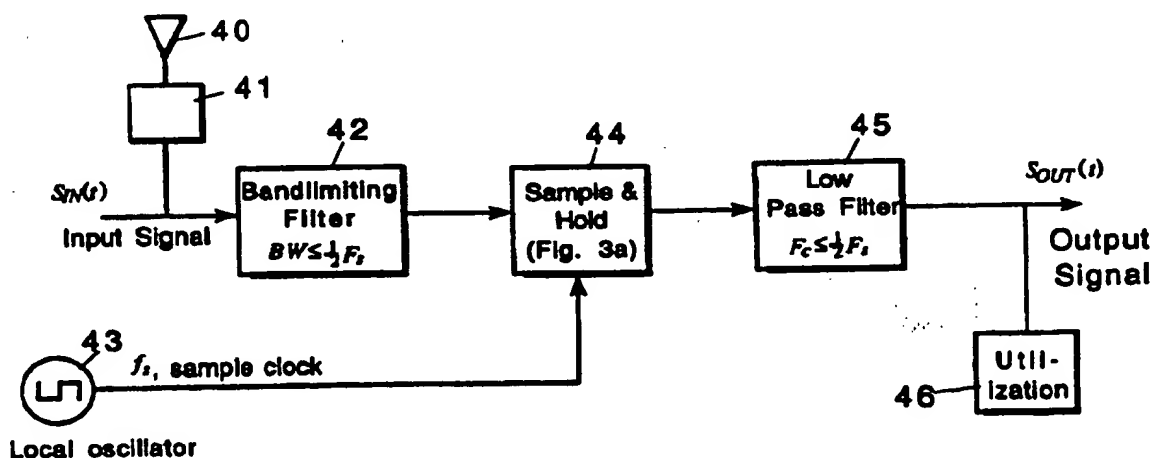 40
41
42
44
45
S_IN(t)
Input Signal
Bandlimiting
Filter
BW≤½F_s
Sample &
Hold
(Fig. 3a)
Low
Pass Filter
F_c≤½F_s
S_OUT(t)
Output
Signal
43
f_s, sample clock
Local oscillator
46
Util-
ization